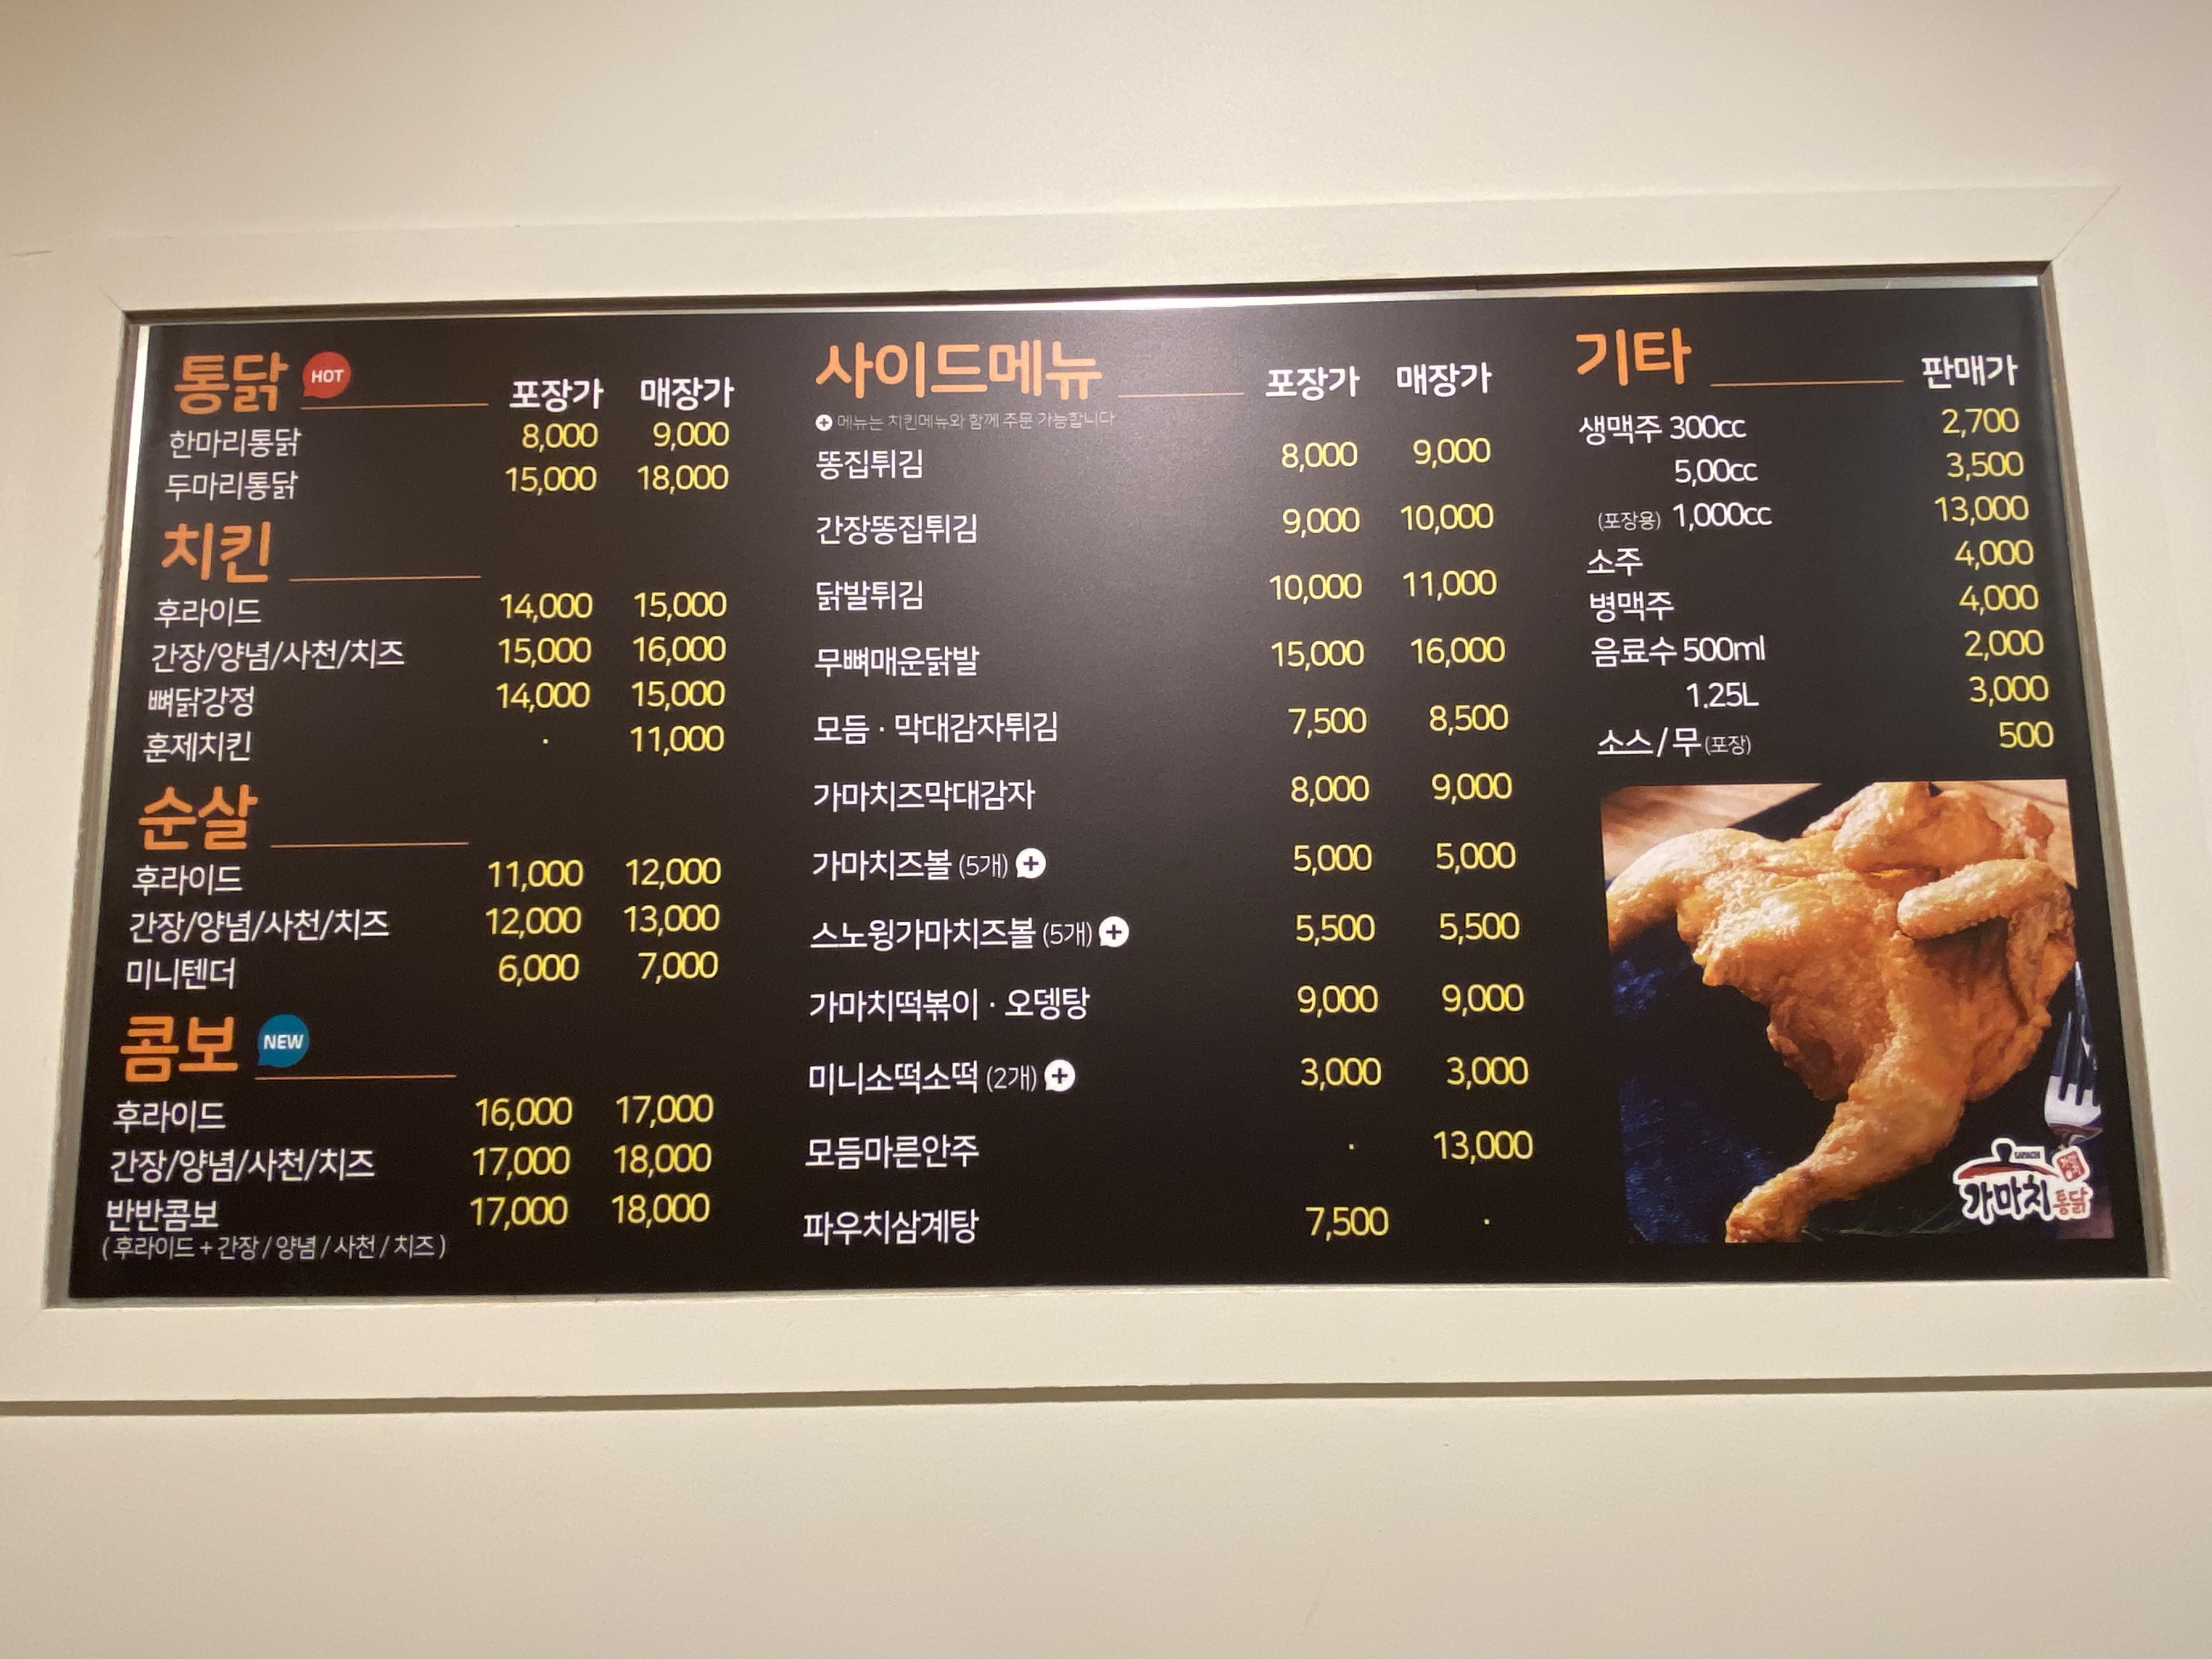 통닭 HOT 포장가 매장가
한마리통닭 8,000 9,000
두마리통닭 15,000 18,000
치킨
후라이드 14,000 15,000
간장/양념/사천/치즈 15,000 16,000
뼈닭강정 14,000 15,000
훈제치킨 · 11,000
순살
후라이드 11,000 12,000
간장/양념/사천/치즈 12,000 13,000
미니텐더 6,000 7,000
콤보 NEW
후라이드 16,000 17,000
간장/양념/사천/치즈 17,000 18,000
반반콤보 17,000 18,000
(후라이드 + 간장 / 양념 / 사천 / 치즈)
사이드메뉴 포장가 매장가
+ 메뉴는 치킨메뉴와 함께 주문 가능합니다
똥집튀김 8,000 9,000
간장똥집튀김 9,000 10,000
닭발튀김 10,000 11,000
무뼈매운닭발 15,000 16,000
모듬 · 막대감자튀김 7,500 8,500
가마치즈막대감자 8,000 9,000
가마치즈볼 (5개) + 5,000 5,000
스노윙가마치즈볼 (5개) + 5,500 5,500
가마치떡볶이 · 오뎅탕 9,000 9,000
미니소떡소떡 (2개) + 3,000 3,000
모듬마른안주 · 13,000
파우치삼계탕 7,500 ·
기타 판매가
생맥주 300cc 2,700
5,00cc 3,500
(포장용) 1,000cc 13,000
소주 4,000
병맥주 4,000
음료수 500ml 2,000
1.25L 3,000
소스 / 무 (포장) 500
GAMACHI
가마치 통닭